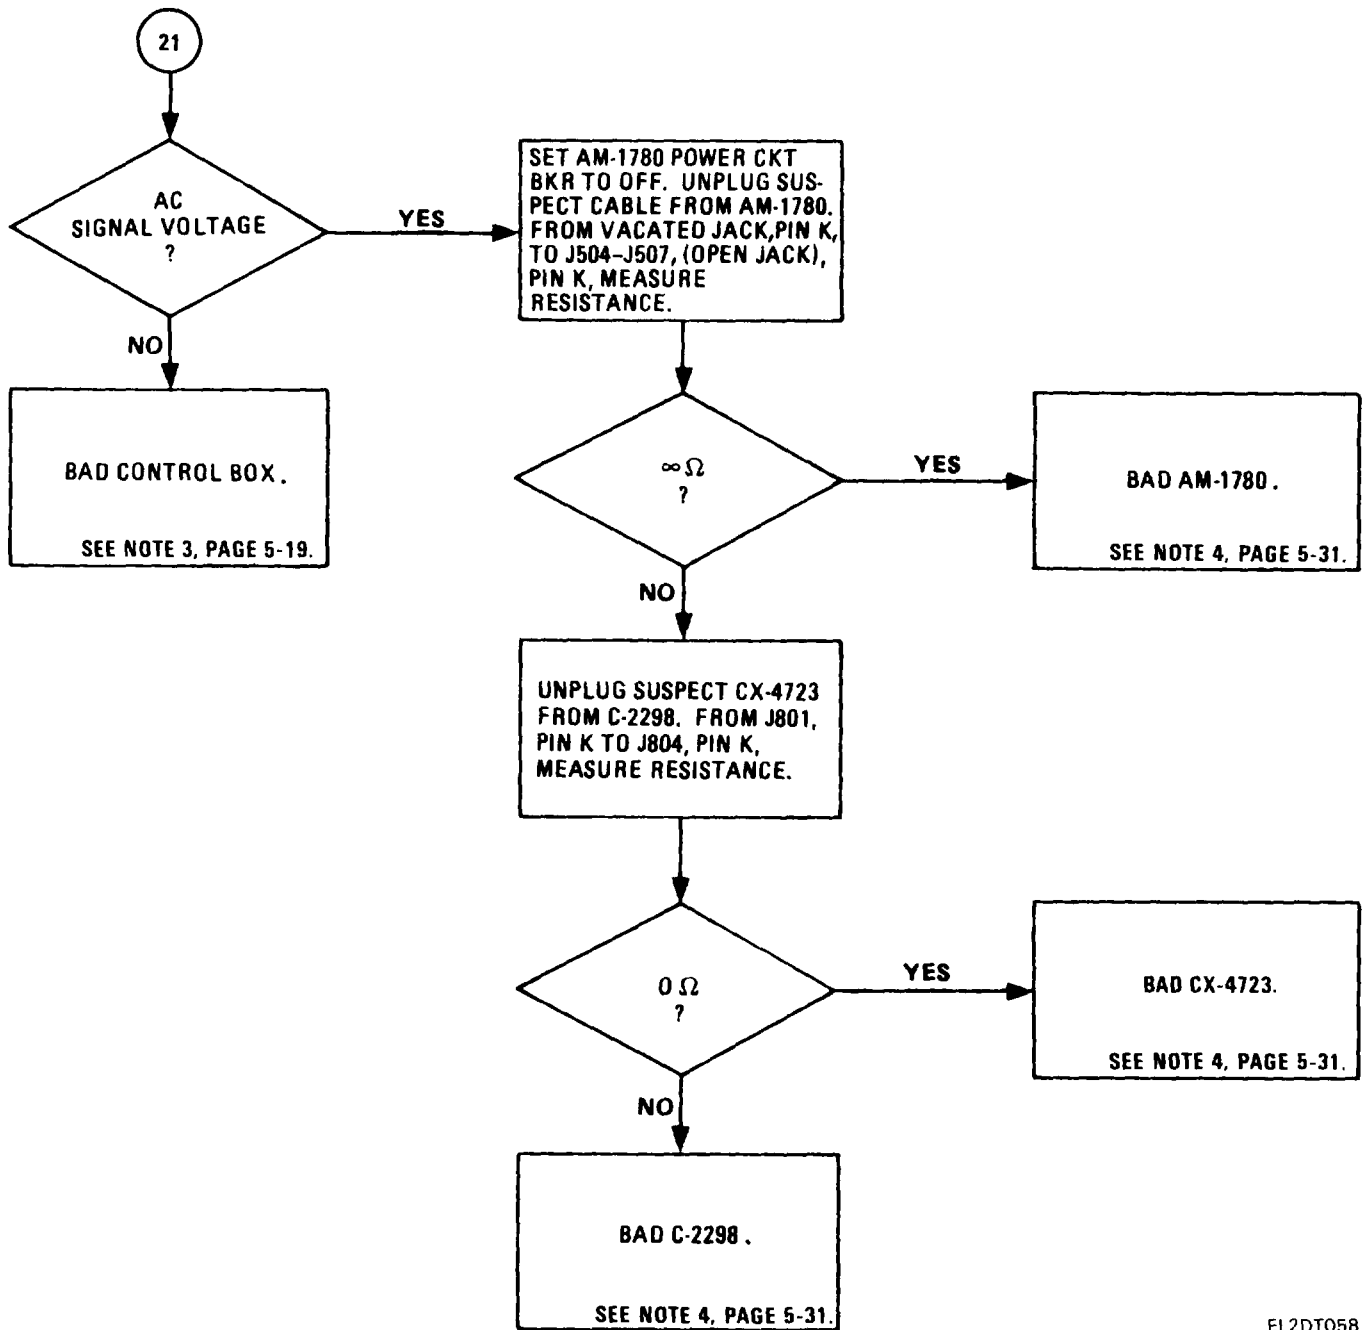 21
AC
SIGNAL VOLTAGE
?
YES
NO
BAD CONTROL BOX.
SEE NOTE 3, PAGE 5-19.
SET AM-1780 POWER CKT
BKR TO OFF. UNPLUG SUS-
PECT CABLE FROM AM-1780.
FROM VACATED JACK, PIN K,
TO J504-J507, (OPEN JACK),
PIN K, MEASURE
RESISTANCE.
∞ Ω
?
YES
BAD AM-1780.
SEE NOTE 4, PAGE 5-31.
NO
UNPLUG SUSPECT CX-4723
FROM C-2298. FROM J801,
PIN K TO J804, PIN K,
MEASURE RESISTANCE.
0 Ω
?
YES
BAD CX-4723.
SEE NOTE 4, PAGE 5-31.
NO
BAD C-2298.
SEE NOTE 4, PAGE 5-31.
EL2DT058